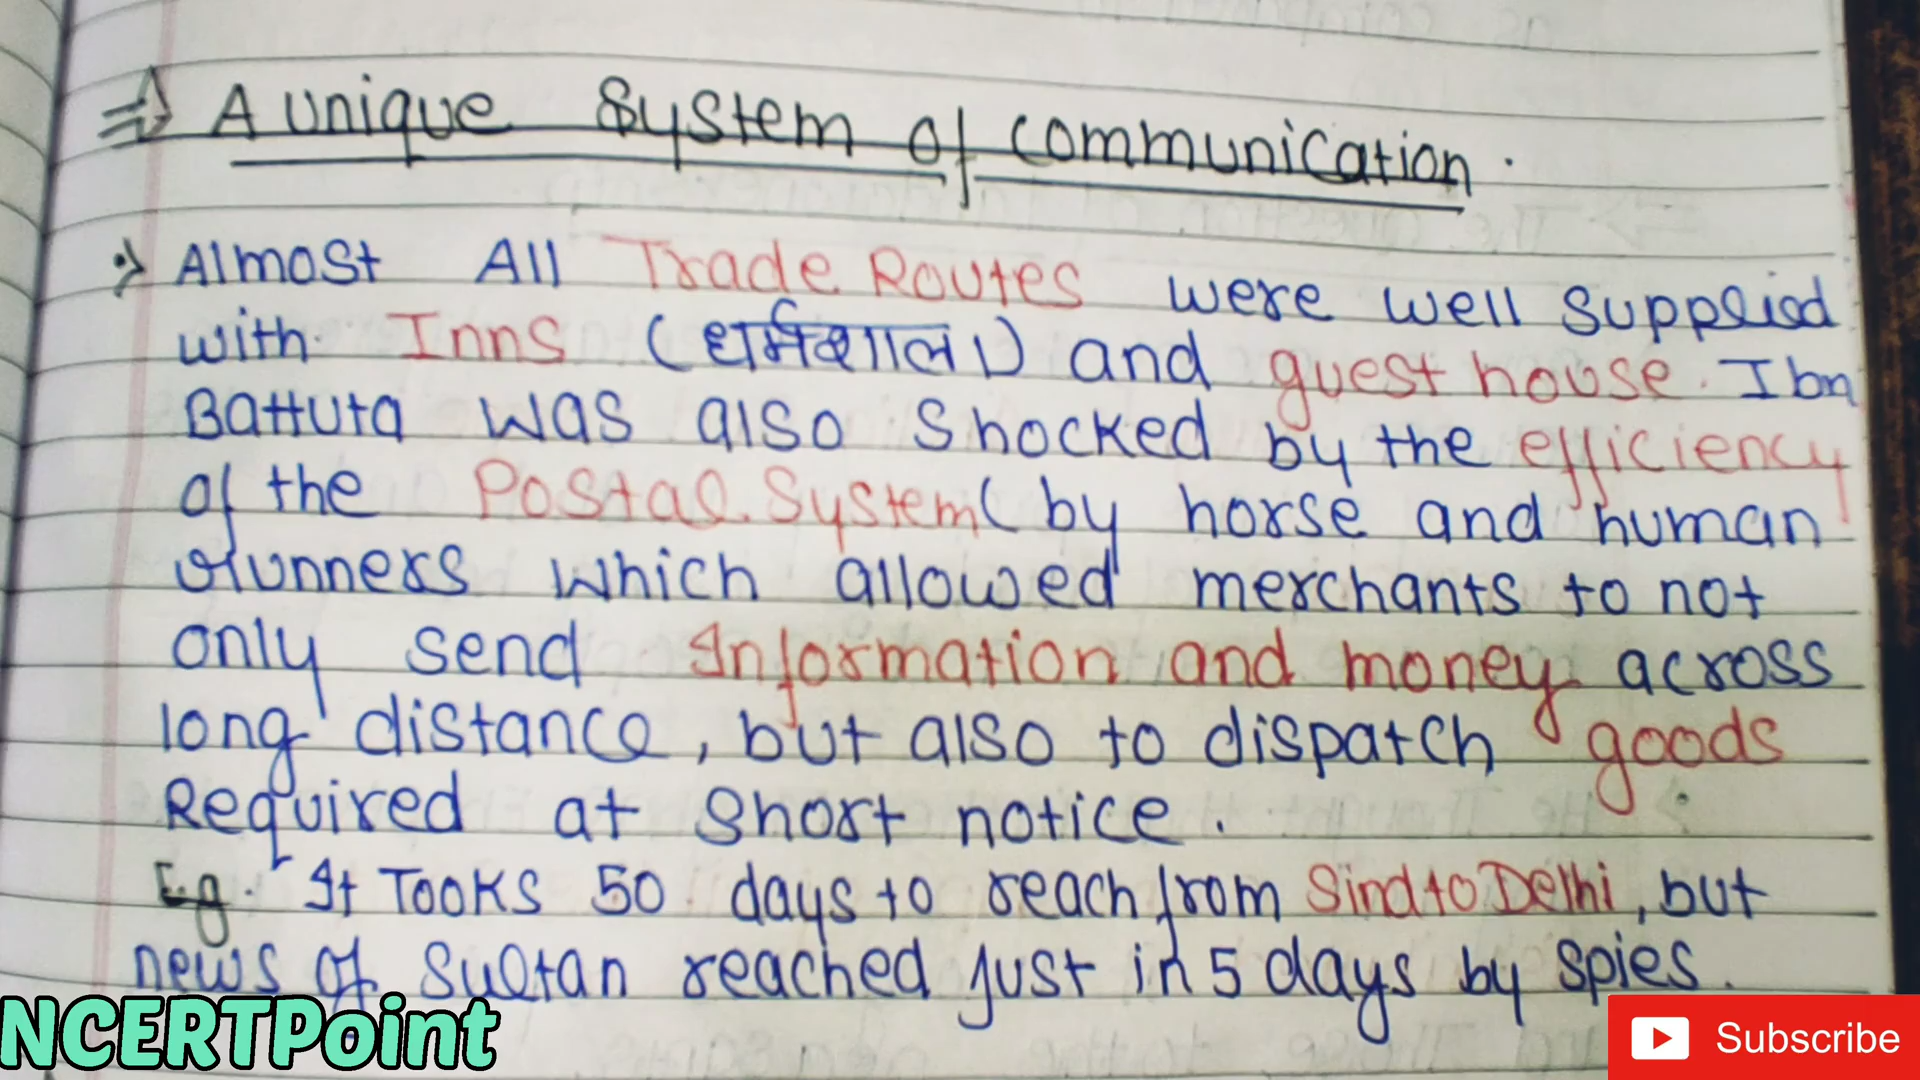 ⇒ A unique System of communication.
•> Almost All Trade Routes were well Supplied
with Inns (धर्मशाला) and guest house. Ibn
Battuta was also Shocked by the efficiency
of the Postal System ( by horse and human
runners which allowed merchants to not
only send Information and money across
long distance, but also to dispatch goods
Required at Short notice.
Eg. It Tooks 50 days to reach from Sind to Delhi, but
news of Sultan reached just in 5 days by spies.
NCERTPoint
Subscribe